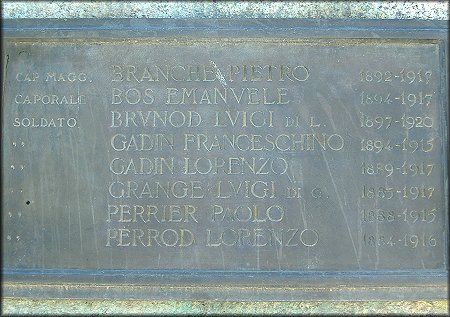 CAP MAGG. BRANCHE PIETRO 1892-1917
CAPORALE BOS EMANVELE 1894-1917
SOLDATO BRVNOD LVIGI DI L. 1897-1920
" GADIN FRANCESCHINO 1894-1915
" GADIN LORENZO 1889-1917
" GRANGE LVIGI DI G. 1885-1917
" PERRIER PAOLO 1888-1915
" PERROD LORENZO 1884-1916